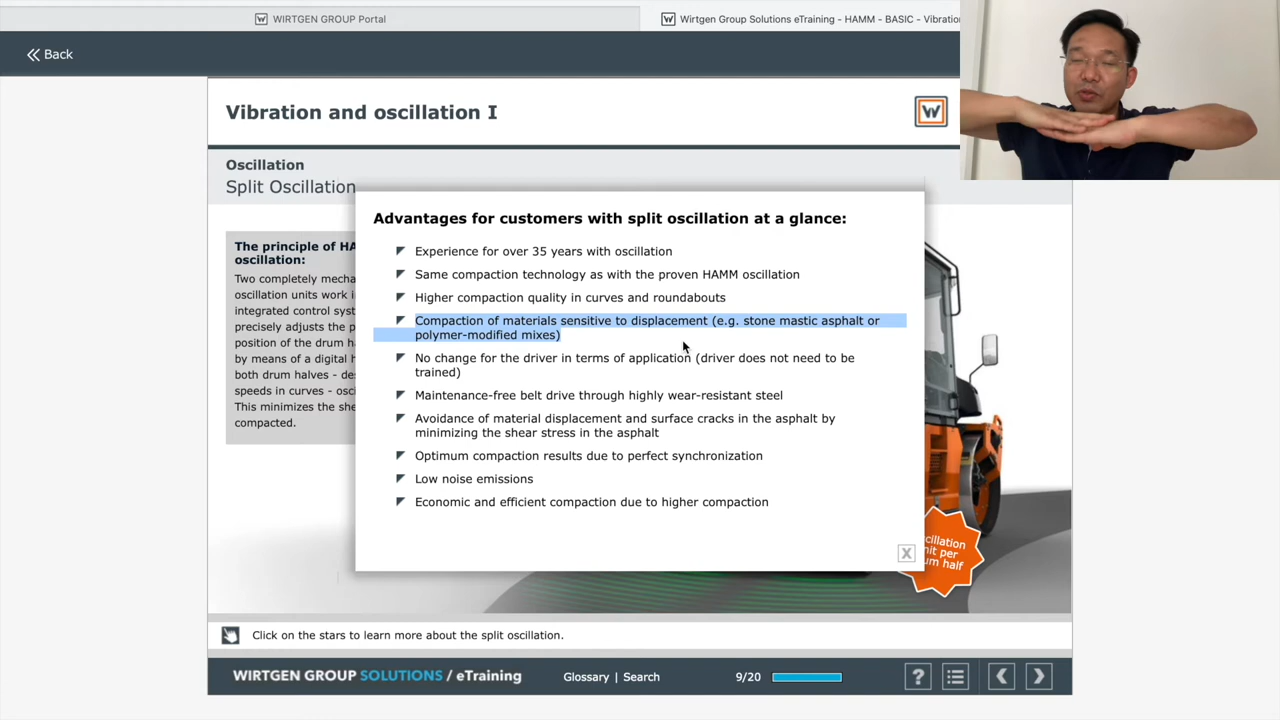 WIRTGEN GROUP Portal
Wirtgen Group Solutions eTraining - HAMM - BASIC - Vibration
Back
Vibration and oscillation I
W
Oscillation
Split Oscillation
Advantages for customers with split oscillation at a glance:
Experience for over 35 years with oscillation
Same compaction technology as with the proven HAMM oscillation
Higher compaction quality in curves and roundabouts
Compaction of materials sensitive to displacement (e.g. stone mastic asphalt or
polymer-modified mixes)
No change for the driver in terms of application (driver does not need to be
trained)
Maintenance-free belt drive through highly wear-resistant steel
Avoidance of material displacement and surface cracks in the asphalt by
minimizing the shear stress in the asphalt
Optimum compaction results due to perfect synchronization
Low noise emissions
Economic and efficient compaction due to higher compaction
X
The principle of HA
oscillation:
Two completely mecha
oscillation units work i
integrated control syst
precisely adjusts the p
position of the drum ha
by means of a digital h
both drum halves - de
speeds in curves - osc
This minimizes the she
compacted.
cillation
nit per
um half
Click on the stars to learn more about the split oscillation.
WIRTGEN GROUP SOLUTIONS / eTraining
Glossary | Search
9/20
?